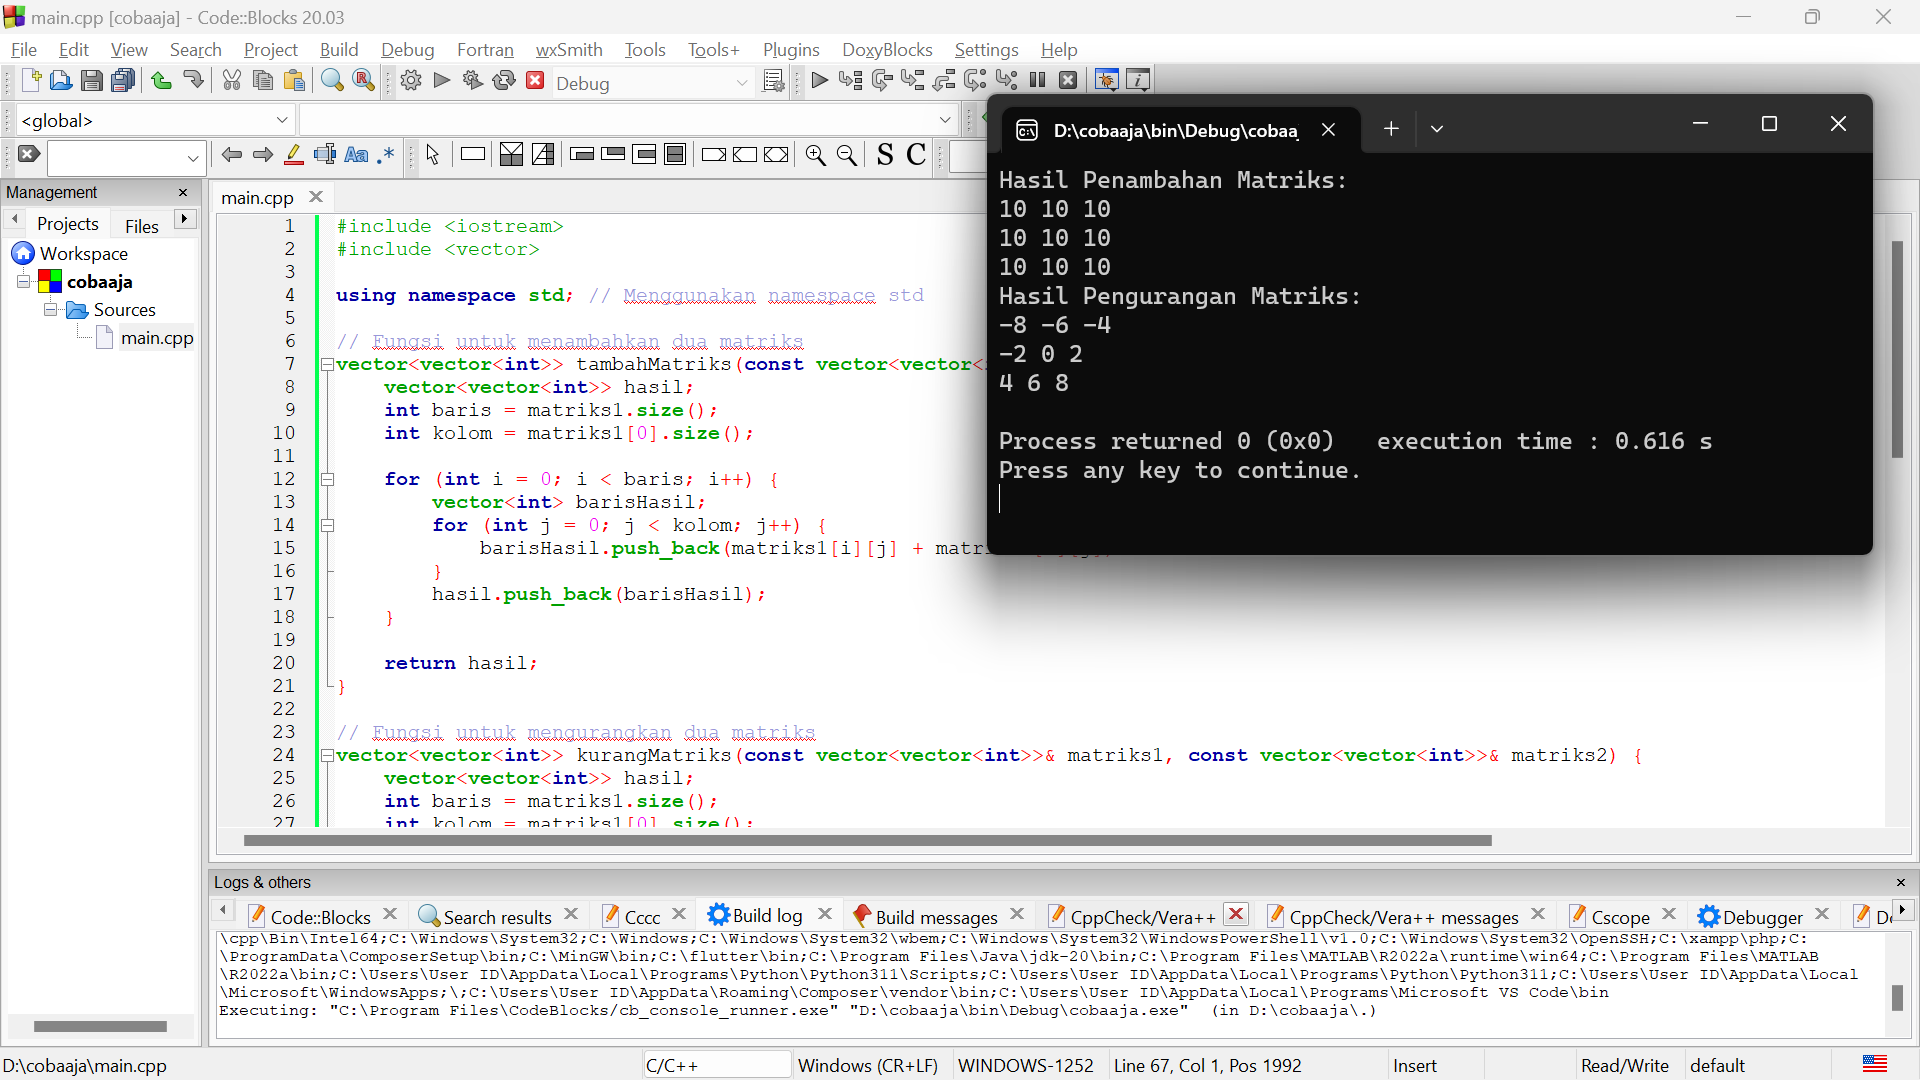 main.cpp [cobaaja] - Code::Blocks 20.03
File Edit View Search Project Build Debug Fortran wxSmith Tools Tools+ Plugins DoxyBlocks Settings Help
Debug
<global>
S C
Management
Projects Files
Workspace
cobaaja
Sources
main.cpp
main.cpp
1 #include <iostream>
2 #include <vector>
3
4 using namespace std; // Menggunakan namespace std
5
6 // Fungsi untuk menambahkan dua matriks
7 vector<vector<int>> tambahMatriks(const vector<vector<
8 vector<vector<int>> hasil;
9 int baris = matriks1.size();
10 int kolom = matriks1[0].size();
11
12 for (int i = 0; i < baris; i++) {
13 vector<int> barisHasil;
14 for (int j = 0; j < kolom; j++) {
15 barisHasil.push_back(matriks1[i][j] + matr
16 }
17 hasil.push_back(barisHasil);
18 }
19
20 return hasil;
21 }
22
23 // Fungsi untuk mengurangkan dua matriks
24 vector<vector<int>> kurangMatriks(const vector<vector<int>>& matriks1, const vector<vector<int>>& matriks2) {
25 vector<vector<int>> hasil;
26 int baris = matriks1.size();
27 int kolom = matriks1[0].size();
D:\cobaaja\bin\Debug\cobaa
Hasil Penambahan Matriks:
10 10 10
10 10 10
10 10 10
Hasil Pengurangan Matriks:
-8 -6 -4
-2 0 2
4 6 8
Process returned 0 (0x0)   execution time : 0.616 s
Press any key to continue.
Logs & others
Code::Blocks Search results Cccc Build log Build messages CppCheck/Vera++ CppCheck/Vera++ messages Cscope Debugger
\cpp\Bin\Intel64;C:\Windows\System32;C:\Windows;C:\Windows\System32\wbem;C:\Windows\System32\WindowsPowerShell\v1.0;C:\Windows\System32\OpenSSH;C:\xampp\php;C:
\ProgramData\ComposerSetup\bin;C:\MinGW\bin;C:\flutter\bin;C:\Program Files\Java\jdk-20\bin;C:\Program Files\MATLAB\R2022a\runtime\win64;C:\Program Files\MATLAB
\R2022a\bin;C:\Users\User ID\AppData\Local\Programs\Python\Python311\Scripts;C:\Users\User ID\AppData\Local\Programs\Python\Python311;C:\Users\User ID\AppData\Local
\Microsoft\WindowsApps;\;C:\Users\User ID\AppData\Roaming\Composer\vendor\bin;C:\Users\User ID\AppData\Local\Programs\Microsoft VS Code\bin
Executing: "C:\Program Files\CodeBlocks/cb_console_runner.exe" "D:\cobaaja\bin\Debug\cobaaja.exe"  (in D:\cobaaja\.)
D:\cobaaja\main.cpp C/C++ Windows (CR+LF) WINDOWS-1252 Line 67, Col 1, Pos 1992 Insert Read/Write default